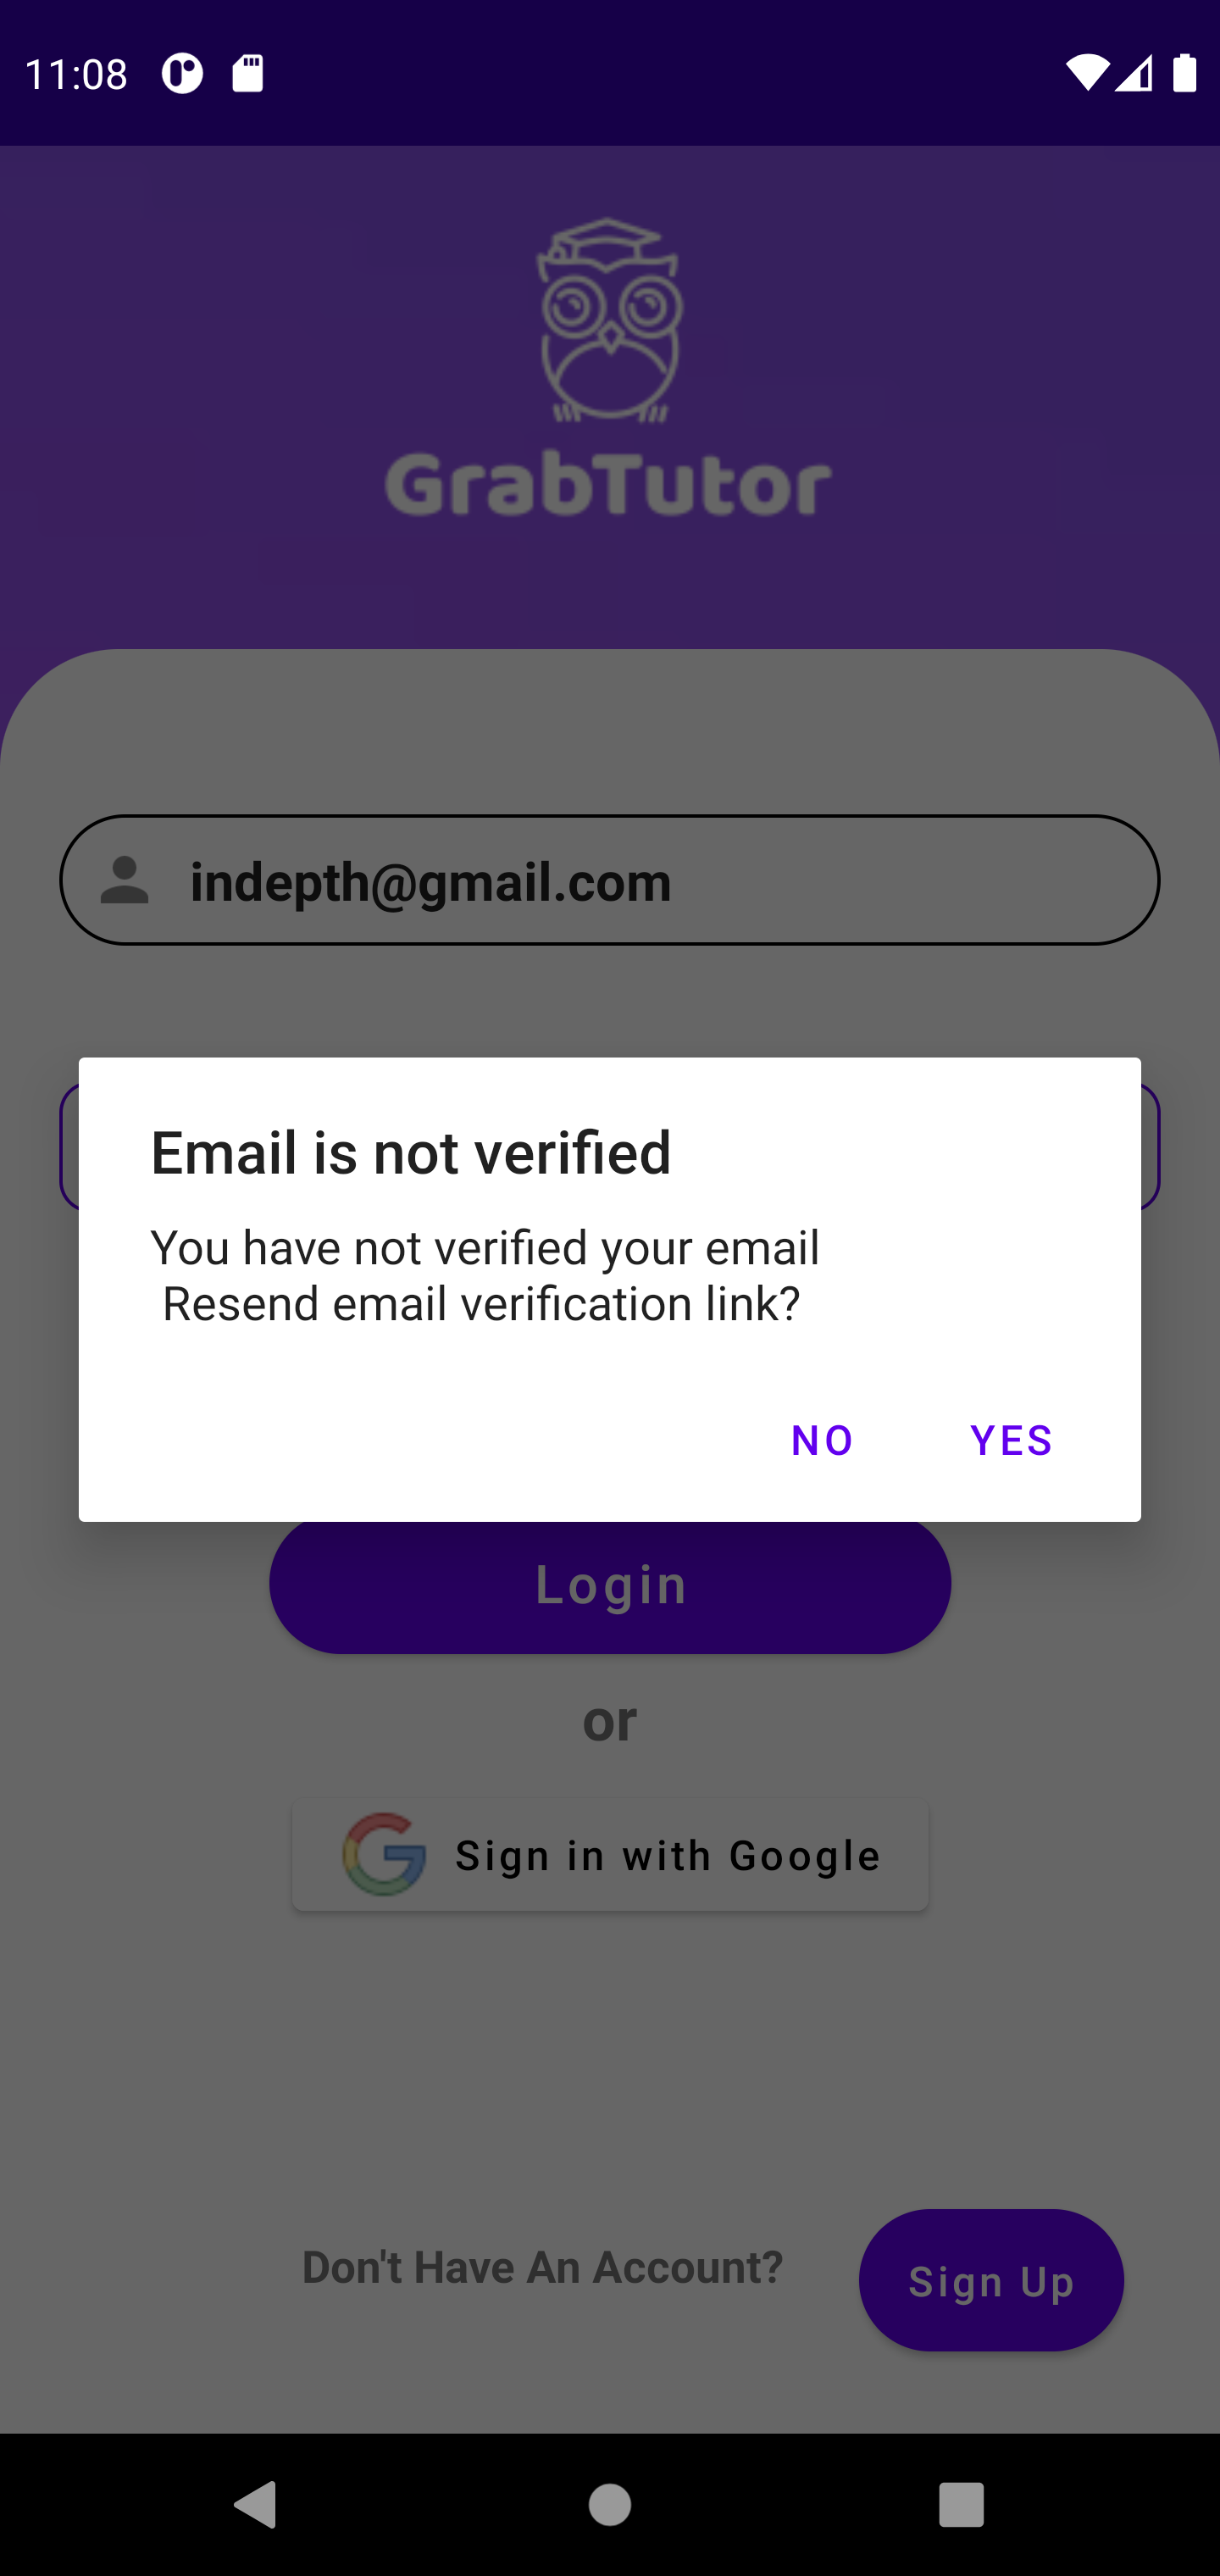 11:08
GrabTutor
indepth@gmail.com
Email is not verified
You have not verified your email
Resend email verification link?
NO YES
Login
or
Sign in with Google
Don't Have An Account?
Sign Up